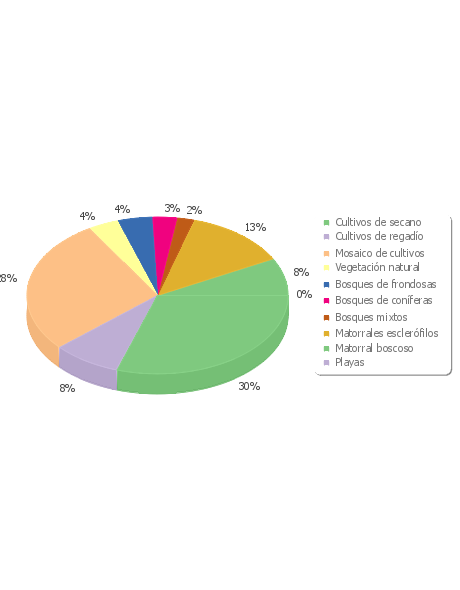 3%
2%
4%
4%
13%
8%
8%
0%
8%
30%
Cultivos de secano
Cultivos de regadío
Mosaico de cultivos
Vegetación natural
Bosques de frondosas
Bosques de coníferas
Bosques mixtos
Matorrales esclerófilos
Matorral boscoso
Playas